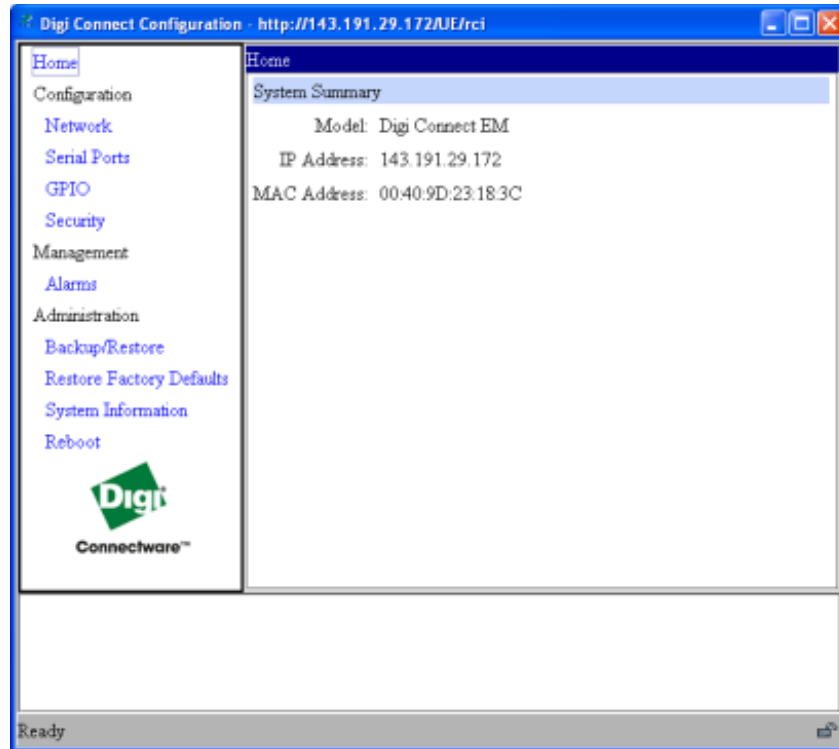 Digi Connect Configuration - http://143.191.29.172/UE/rci
Home
Configuration
Network
Serial Ports
GPIO
Security
Management
Alarms
Administration
Backup/Restore
Restore Factory Defaults
System Information
Reboot
Digi
Connectware™
Home
System Summary
Model: Digi Connect EM
IP Address: 143.191.29.172
MAC Address: 00:40:9D:23:18:3C
Ready